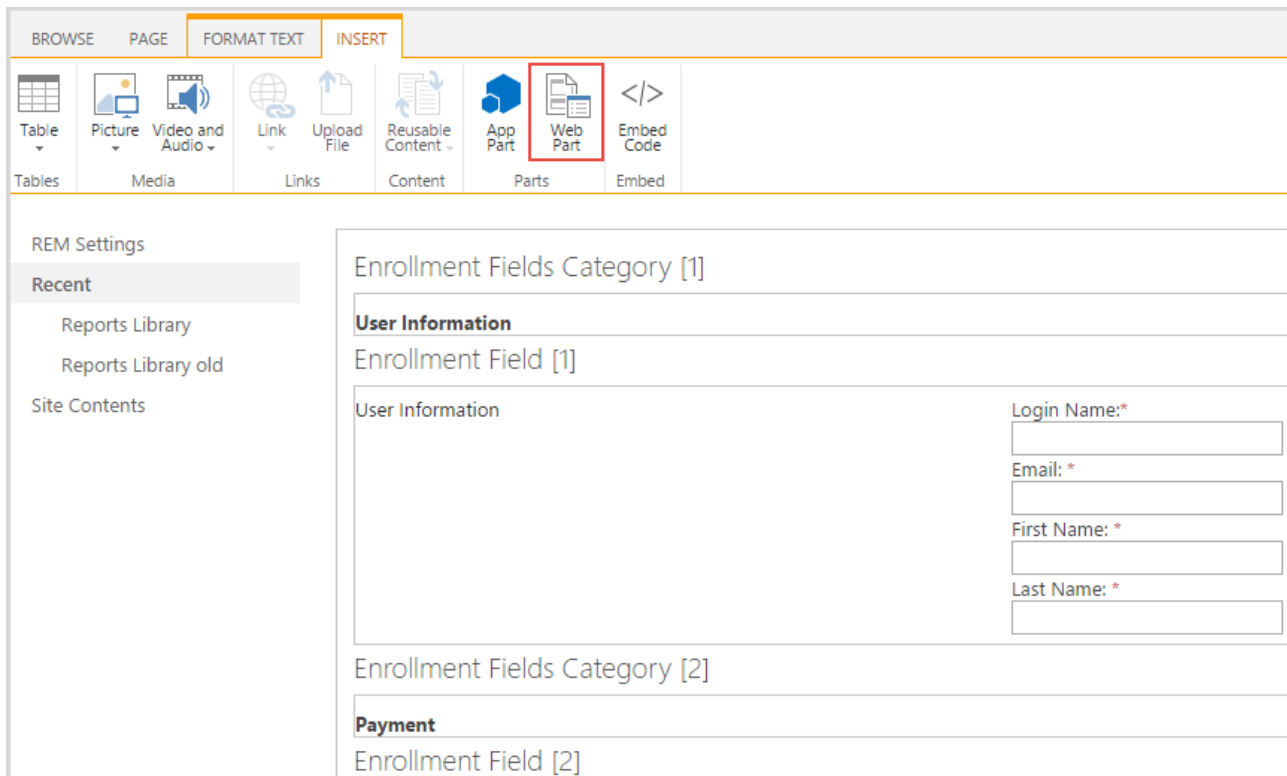 BROWSE PAGE FORMAT TEXT INSERT
Table Picture Video and Audio Link Upload File Reusable Content App Part Web Part </> Embed Code
Tables Media Links Content Parts Embed
REM Settings
Recent
Reports Library
Reports Library old
Site Contents
Enrollment Fields Category [1]
User Information
Enrollment Field [1]
User Information
Login Name:*
Email: *
First Name: *
Last Name: *
Enrollment Fields Category [2]
Payment
Enrollment Field [2]